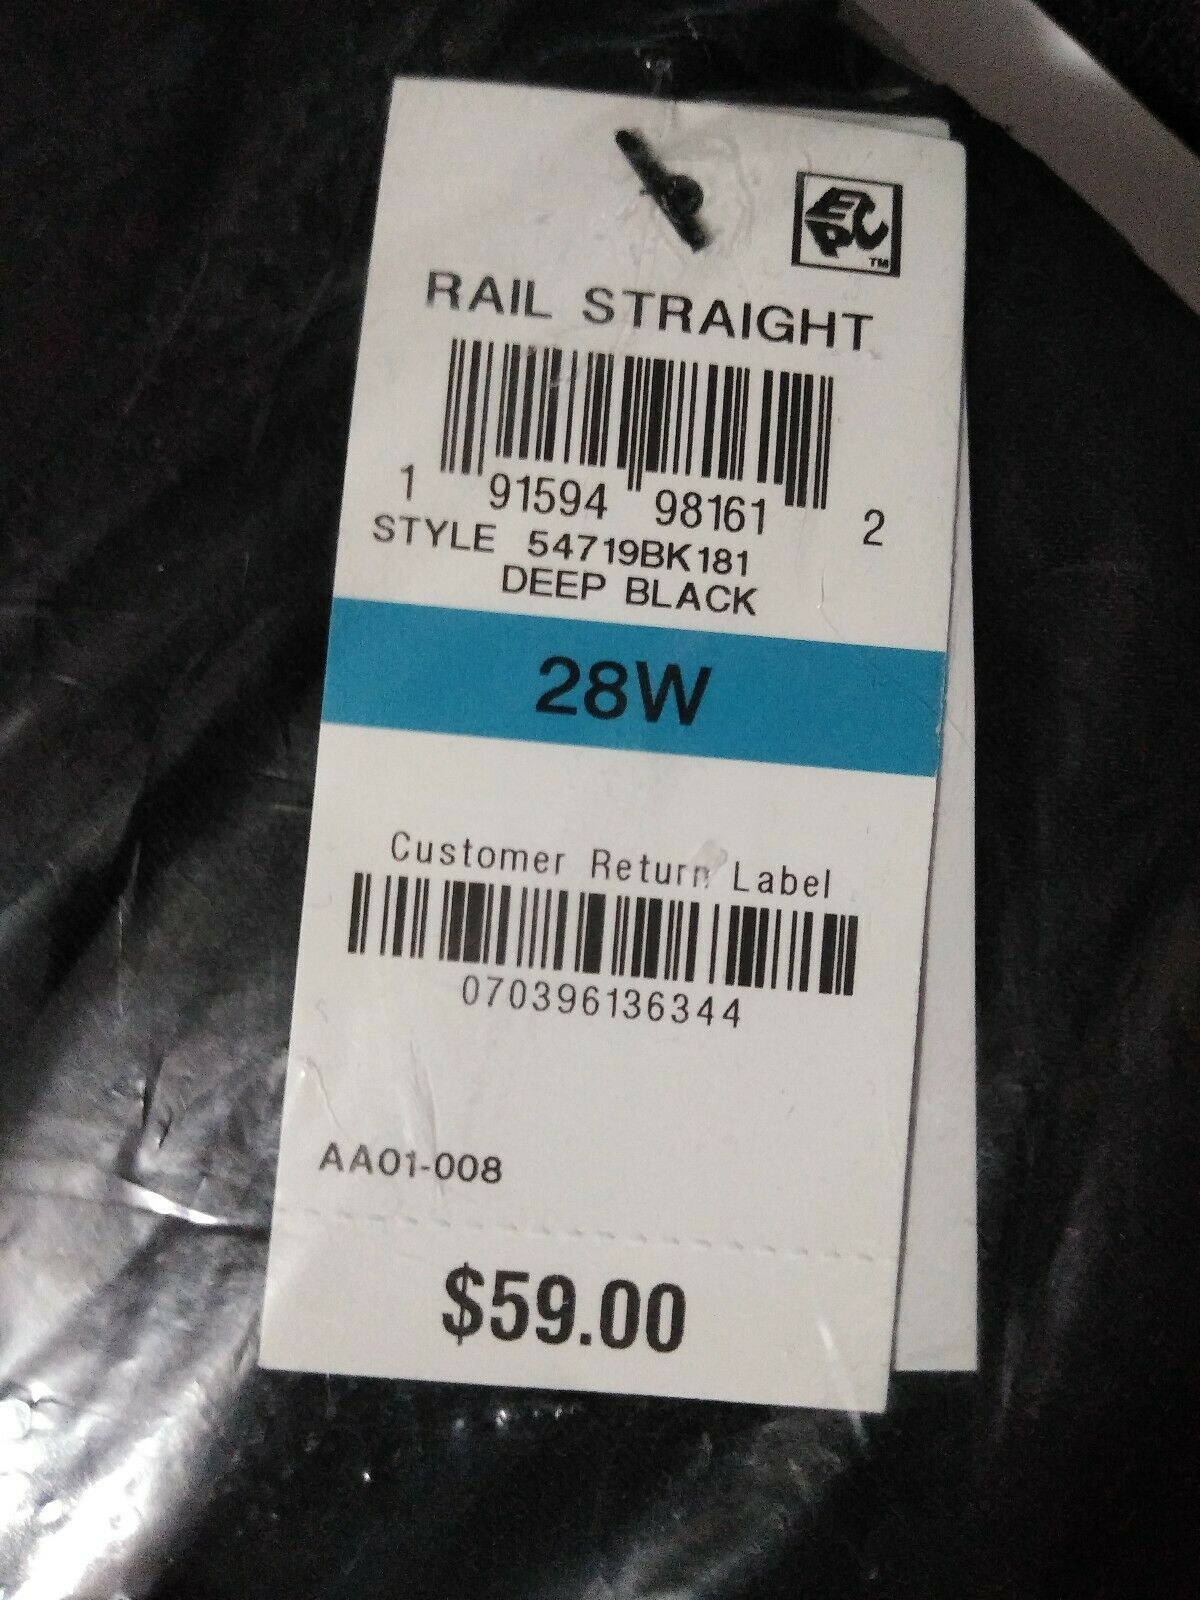 EPC™
RAIL STRAIGHT
1 91594 98161 2
STYLE 54719BK181
DEEP BLACK
28W
Customer Return Label
070396136344
AA01-008
$59.00